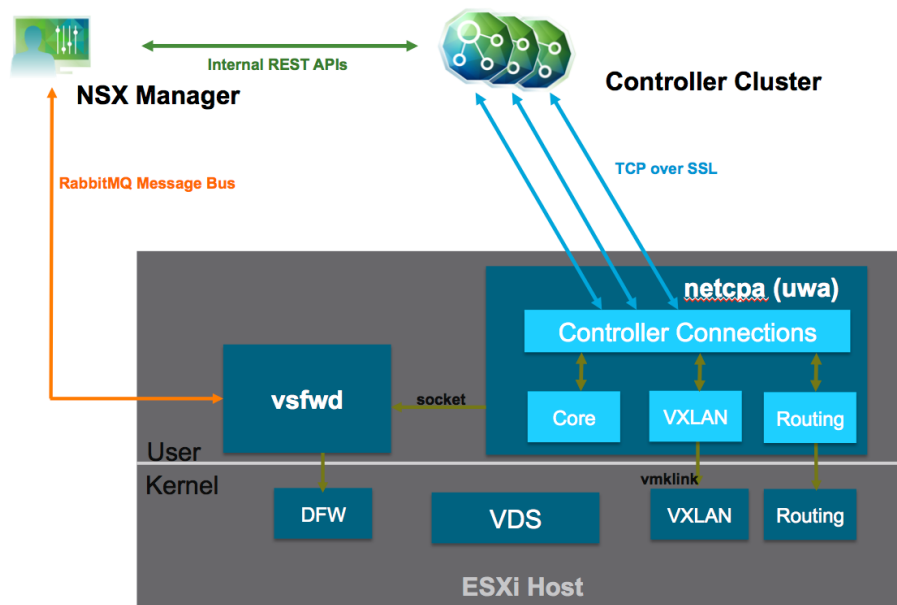 Internal REST APIs
NSX Manager
Controller Cluster
RabbitMQ Message Bus
TCP over SSL
netcpa (uwa)
Controller Connections
vsfwd
socket
Core
VXLAN
Routing
User
Kernel
vmklink
DFW
VDS
VXLAN
Routing
ESXi Host